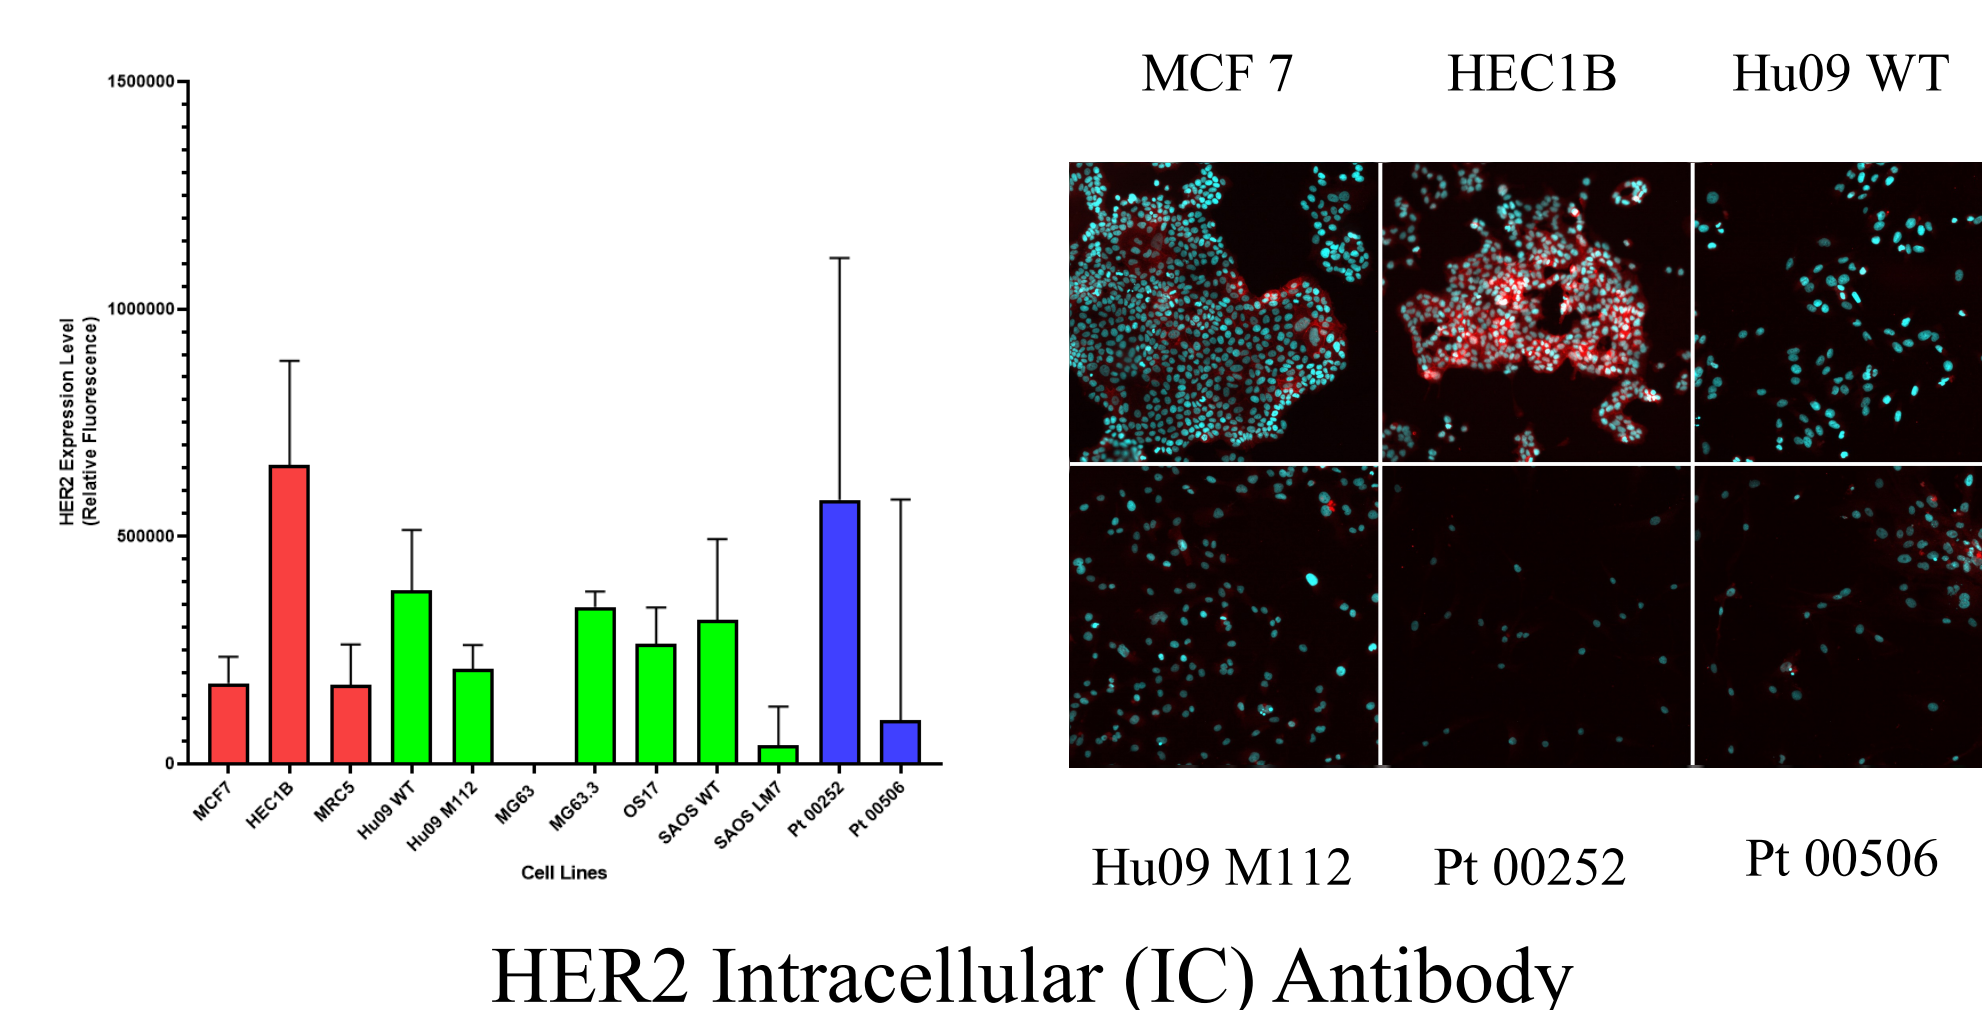 MCF 7
HEC1B
Hu09 WT
1500000
1000000
500000
0
HER2 Expression Level
(Relative Fluorescence)
MCF7
HEC1B
MRC5
Hu09 WT
Hu09 M112
MG63
MG63.3
OS17
SAOS WT
SAOS LM7
Pt 00252
Pt 00506
Cell Lines
Hu09 M112
Pt 00252
Pt 00506
HER2 Intracellular (IC) Antibody